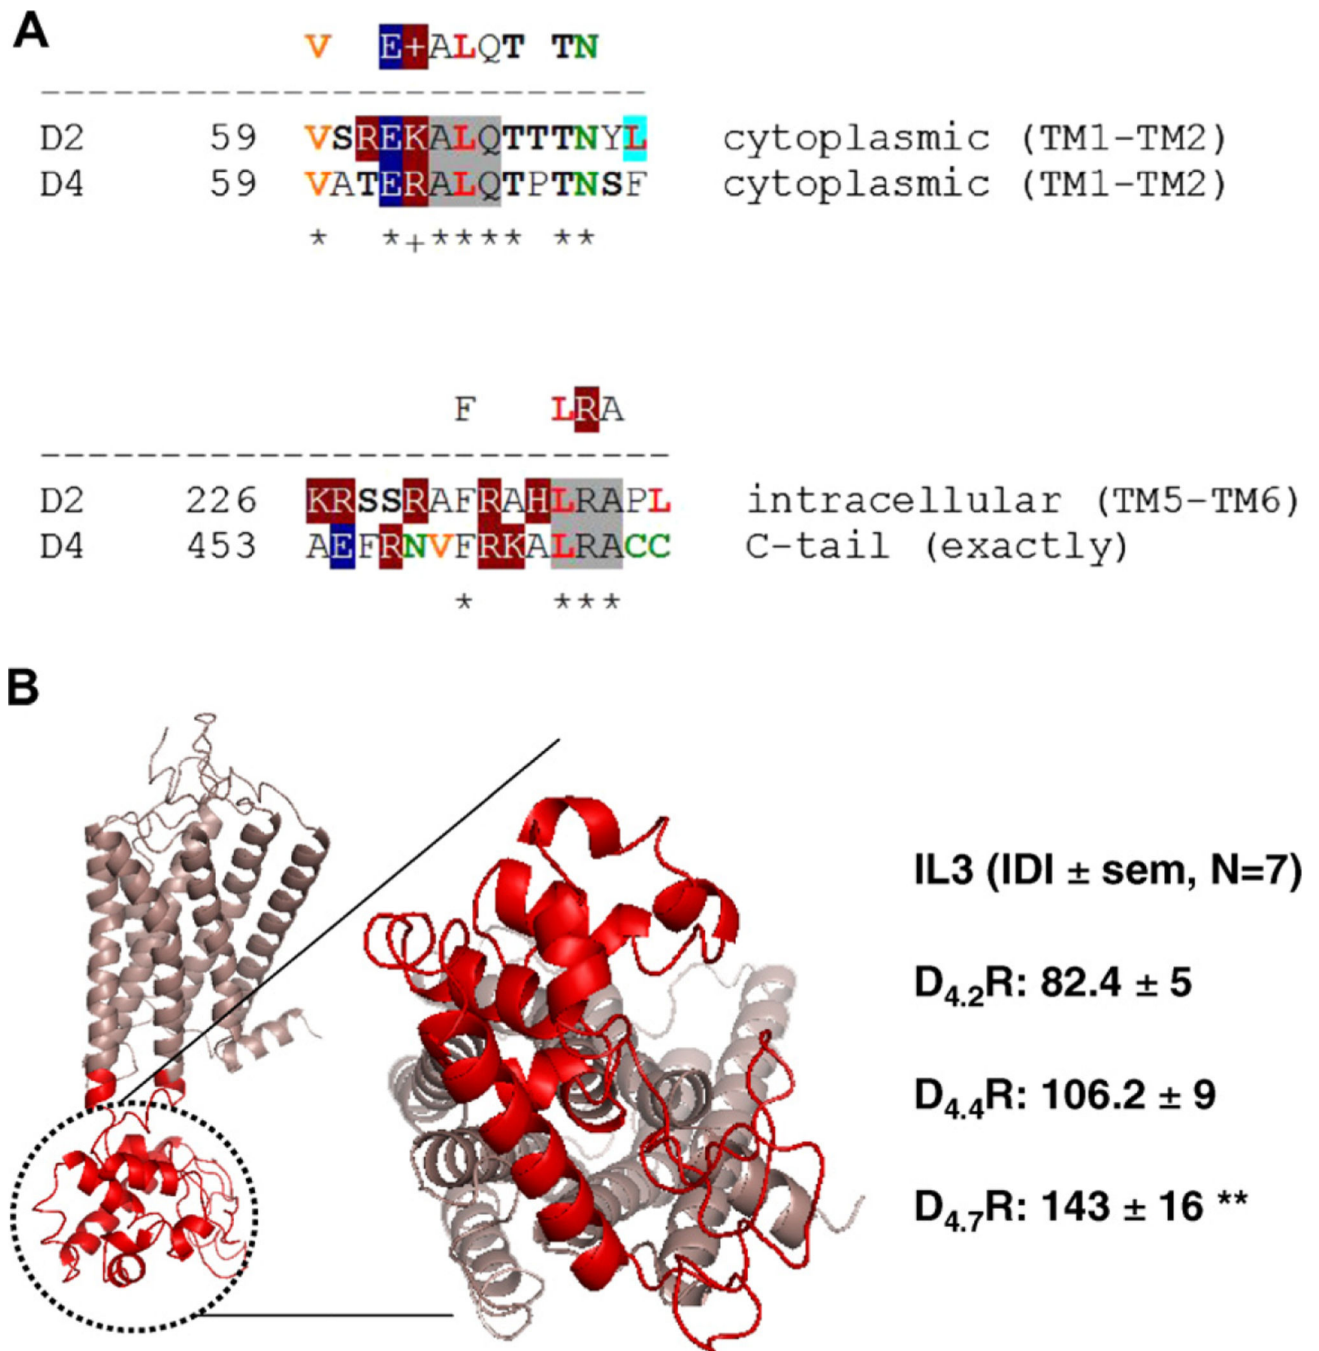 A
V E+ALQT TN
-------------------------
D2 59 VSREKALQTTTNYL cytoplasmic (TM1-TM2)
D4 59 VATERALQTPTNSF cytoplasmic (TM1-TM2)
* *+**** **
F LRA
--------------------------
D2 226 KRSSRAFRAHLRAPL intracellular (TM5-TM6)
D4 453 AEFRNVFRKALRACC C-tail (exactly)
* ***
B
IL3 (IDI ± sem, N=7)
D4.2R: 82.4 ± 5
D4.4R: 106.2 ± 9
D4.7R: 143 ± 16 **